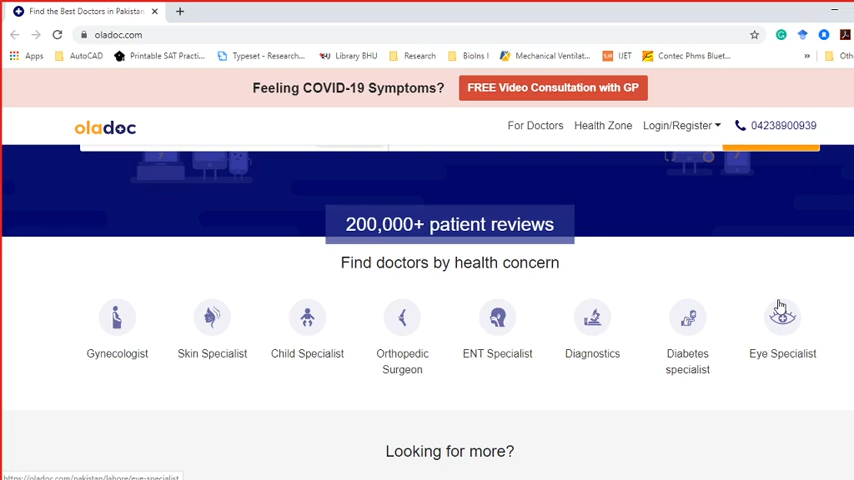 Find the Best Doctors in Pakistan
oladoc.com
Apps AutoCAD Printable SAT Practi... Typeset - Research... Library BHU Research BioIns I Mechanical Ventilat... IJET Contec Phms Bluet... » Oth
Feeling COVID-19 Symptoms? FREE Video Consultation with GP
oladoc For Doctors Health Zone Login/Register 04238900939
200,000+ patient reviews
Find doctors by health concern
Gynecologist Skin Specialist Child Specialist Orthopedic Surgeon ENT Specialist Diagnostics Diabetes specialist Eye Specialist
Looking for more?
https://oladoc.com/pakistan/lahore/eye-specialist